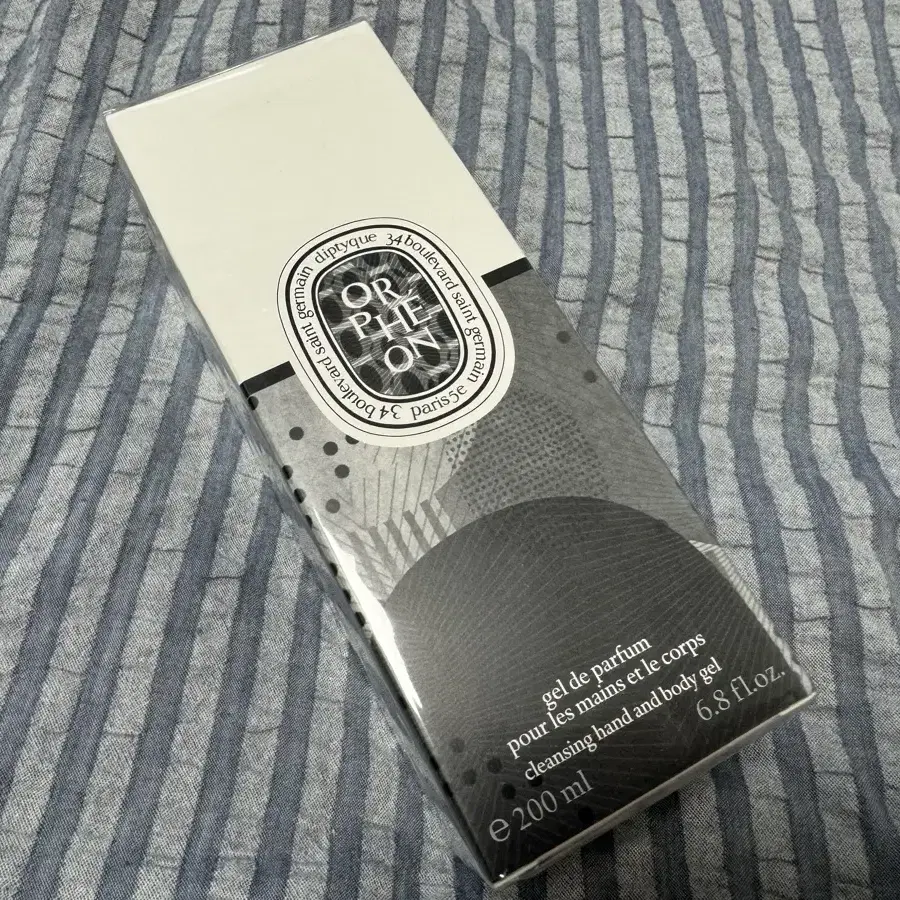 diptyque 34 boulevard saint germain paris5e 34 boulevard saint germain
OR
PHE
ON
gel de parfum
pour les mains et le corps
cleansing hand and body gel
6.8 fl.oz.
e 200 ml